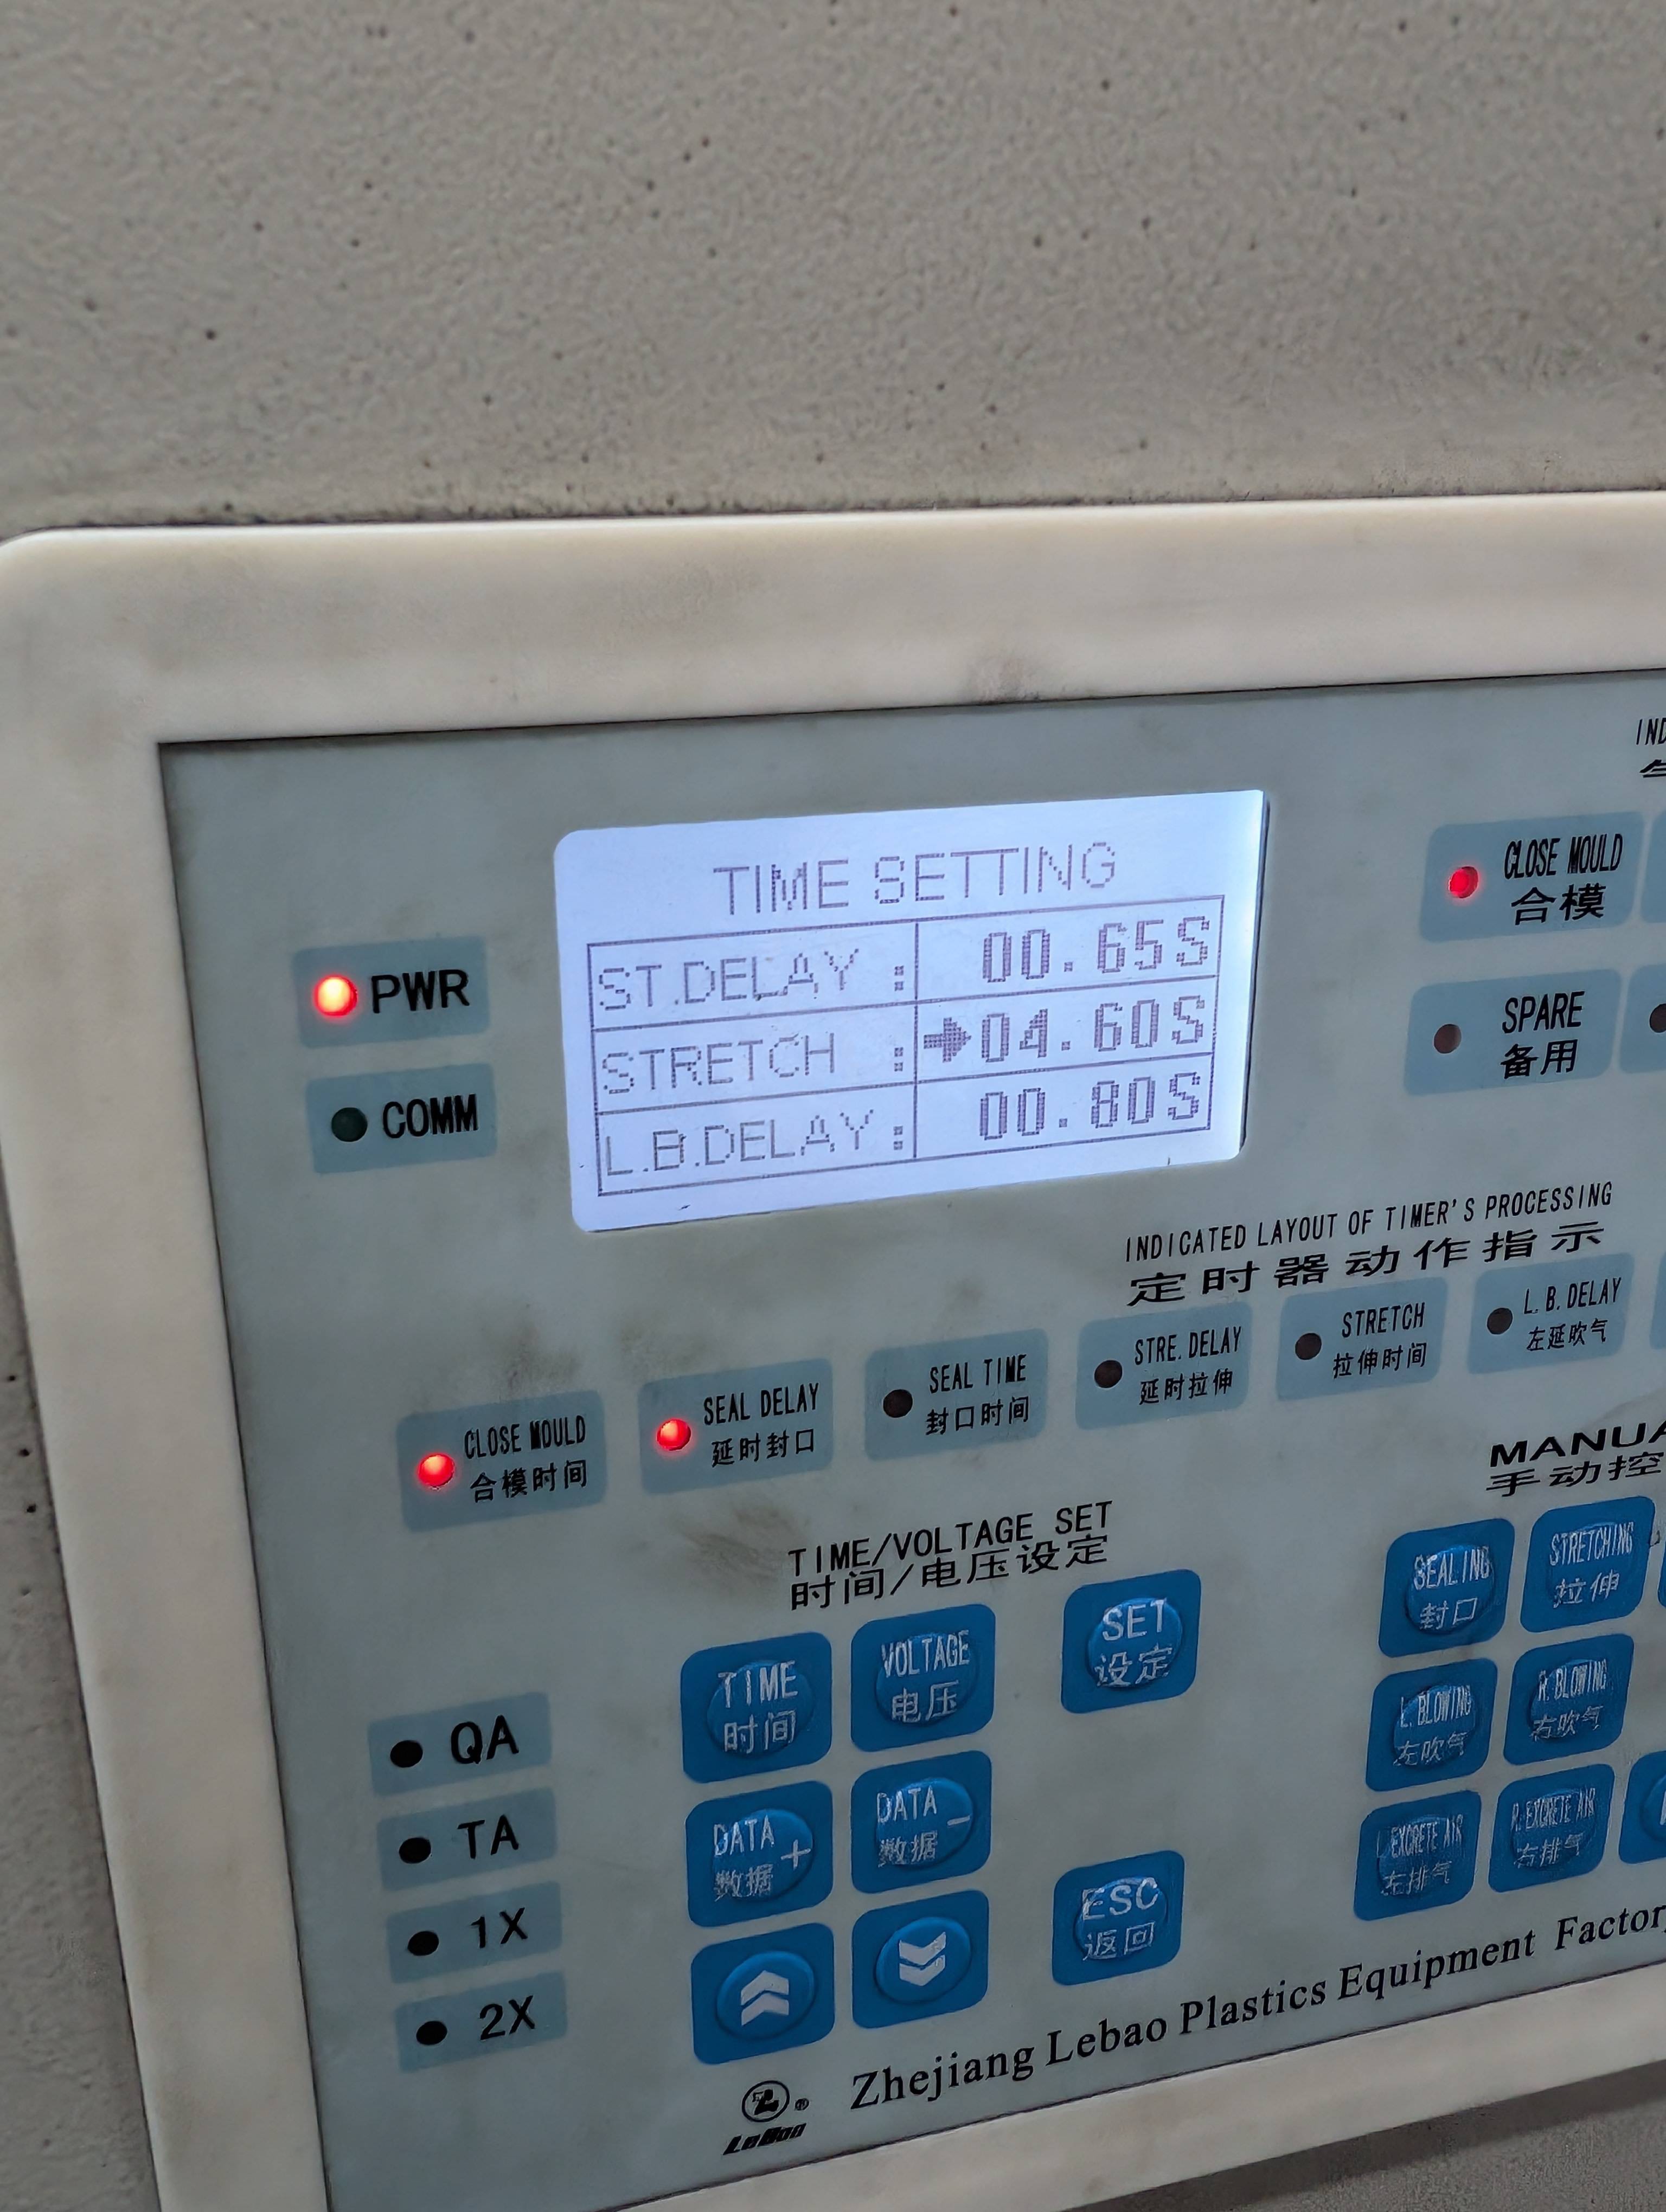 TIME SETTING
ST.DELAY : 00.65S
STRETCH : 04.60S
L.B.DELAY : 00.80S
PWR
COMM
CLOSE MOULD
合模
SPARE
备用
INDICATED LAYOUT OF TIMER'S PROCESSING
定时器动作指示
CLOSE MOULD
合模时间
SEAL DELAY
延时封口
SEAL TIME
封口时间
STRE. DELAY
延时拉伸
STRETCH
拉伸时间
L. B. DELAY
左延吹气
TIME/VOLTAGE SET
时间/电压设定
TIME
时间
VOLTAGE
电压
SET
设定
DATA +
数据
DATA −
数据
ESC
返回
QA
TA
1X
2X
MANUA
手动控
SEALING
封口
STRETCHING
拉伸
L. BLOWING
左吹气
R. BLOWING
右吹气
L. EXCRETE AIR
左排气
R. EXCRETE AIR
右排气
LeBao
Zhejiang Lebao Plastics Equipment Factor